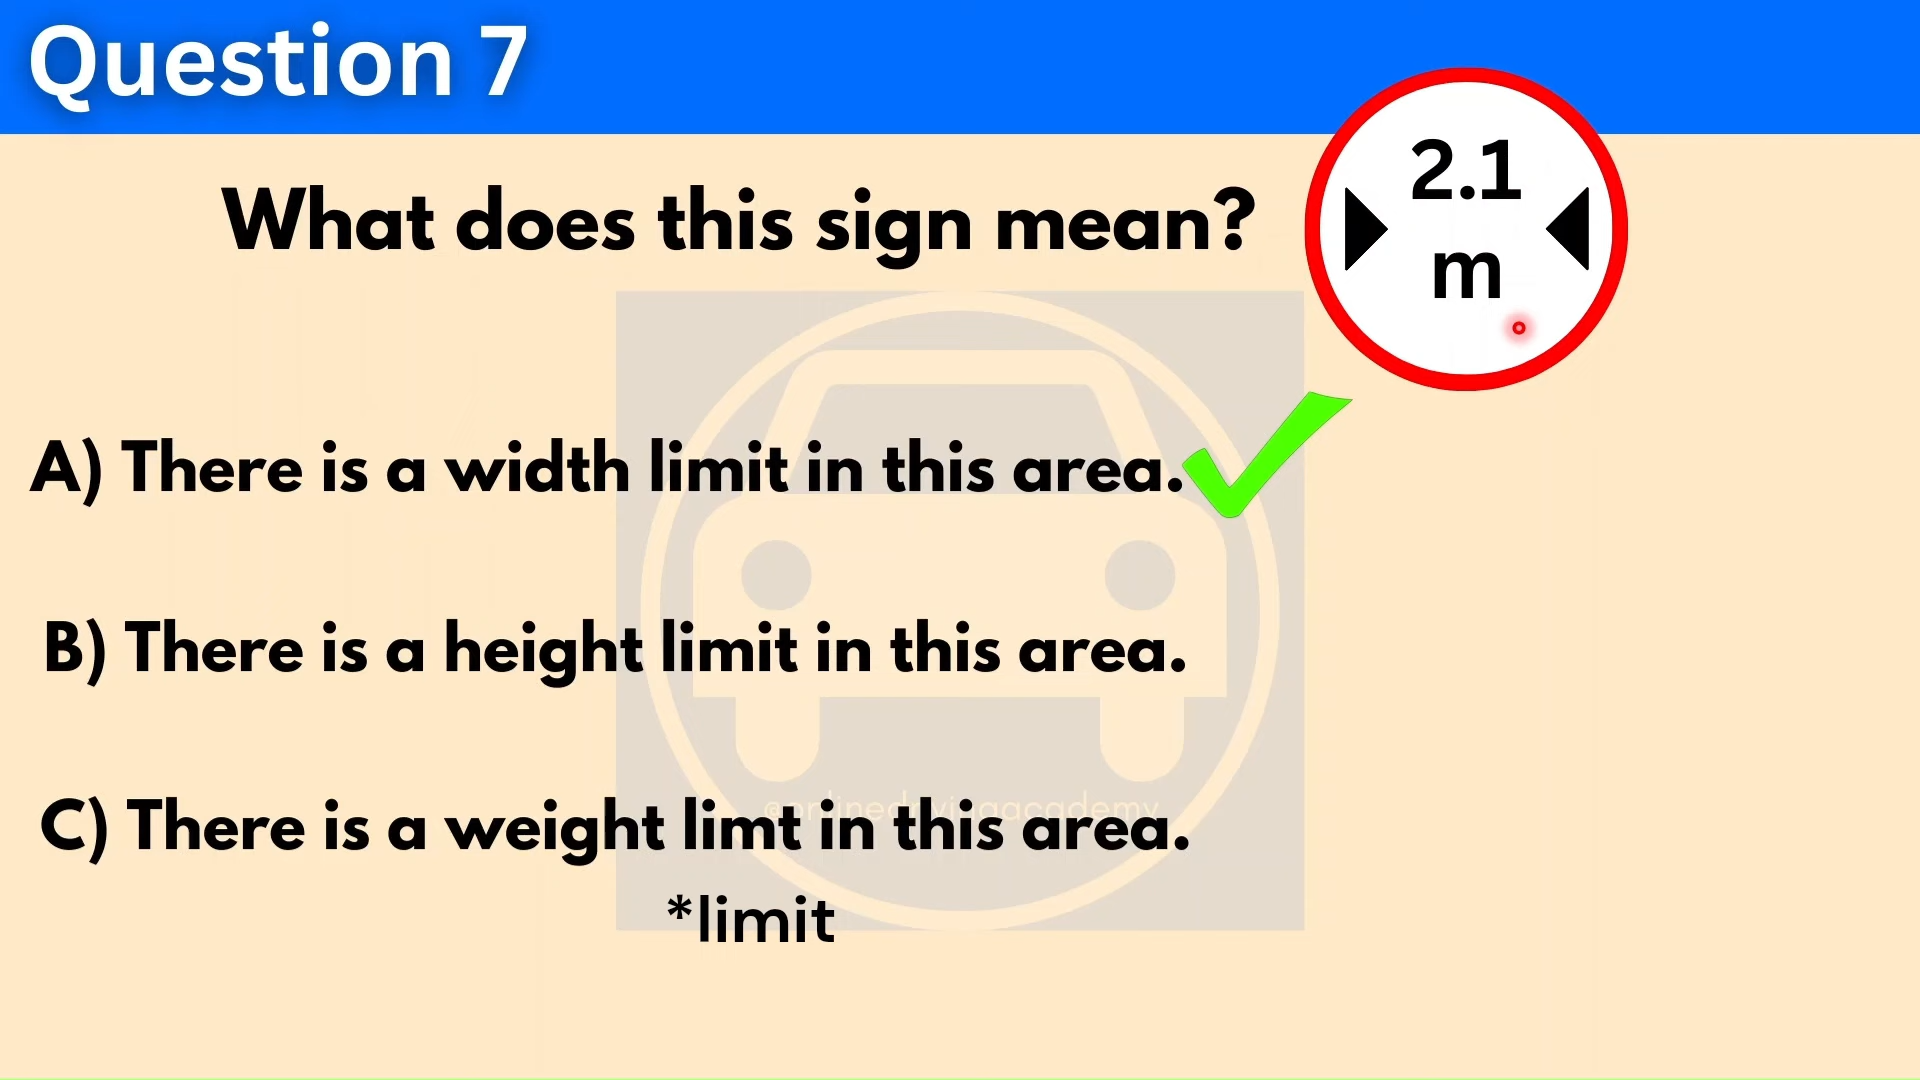 Question 7
What does this sign mean?
2.1
m
A) There is a width limit in this area.
B) There is a height limit in this area.
C) There is a weight limt in this area.
@onlinedrivingacademy
*limit